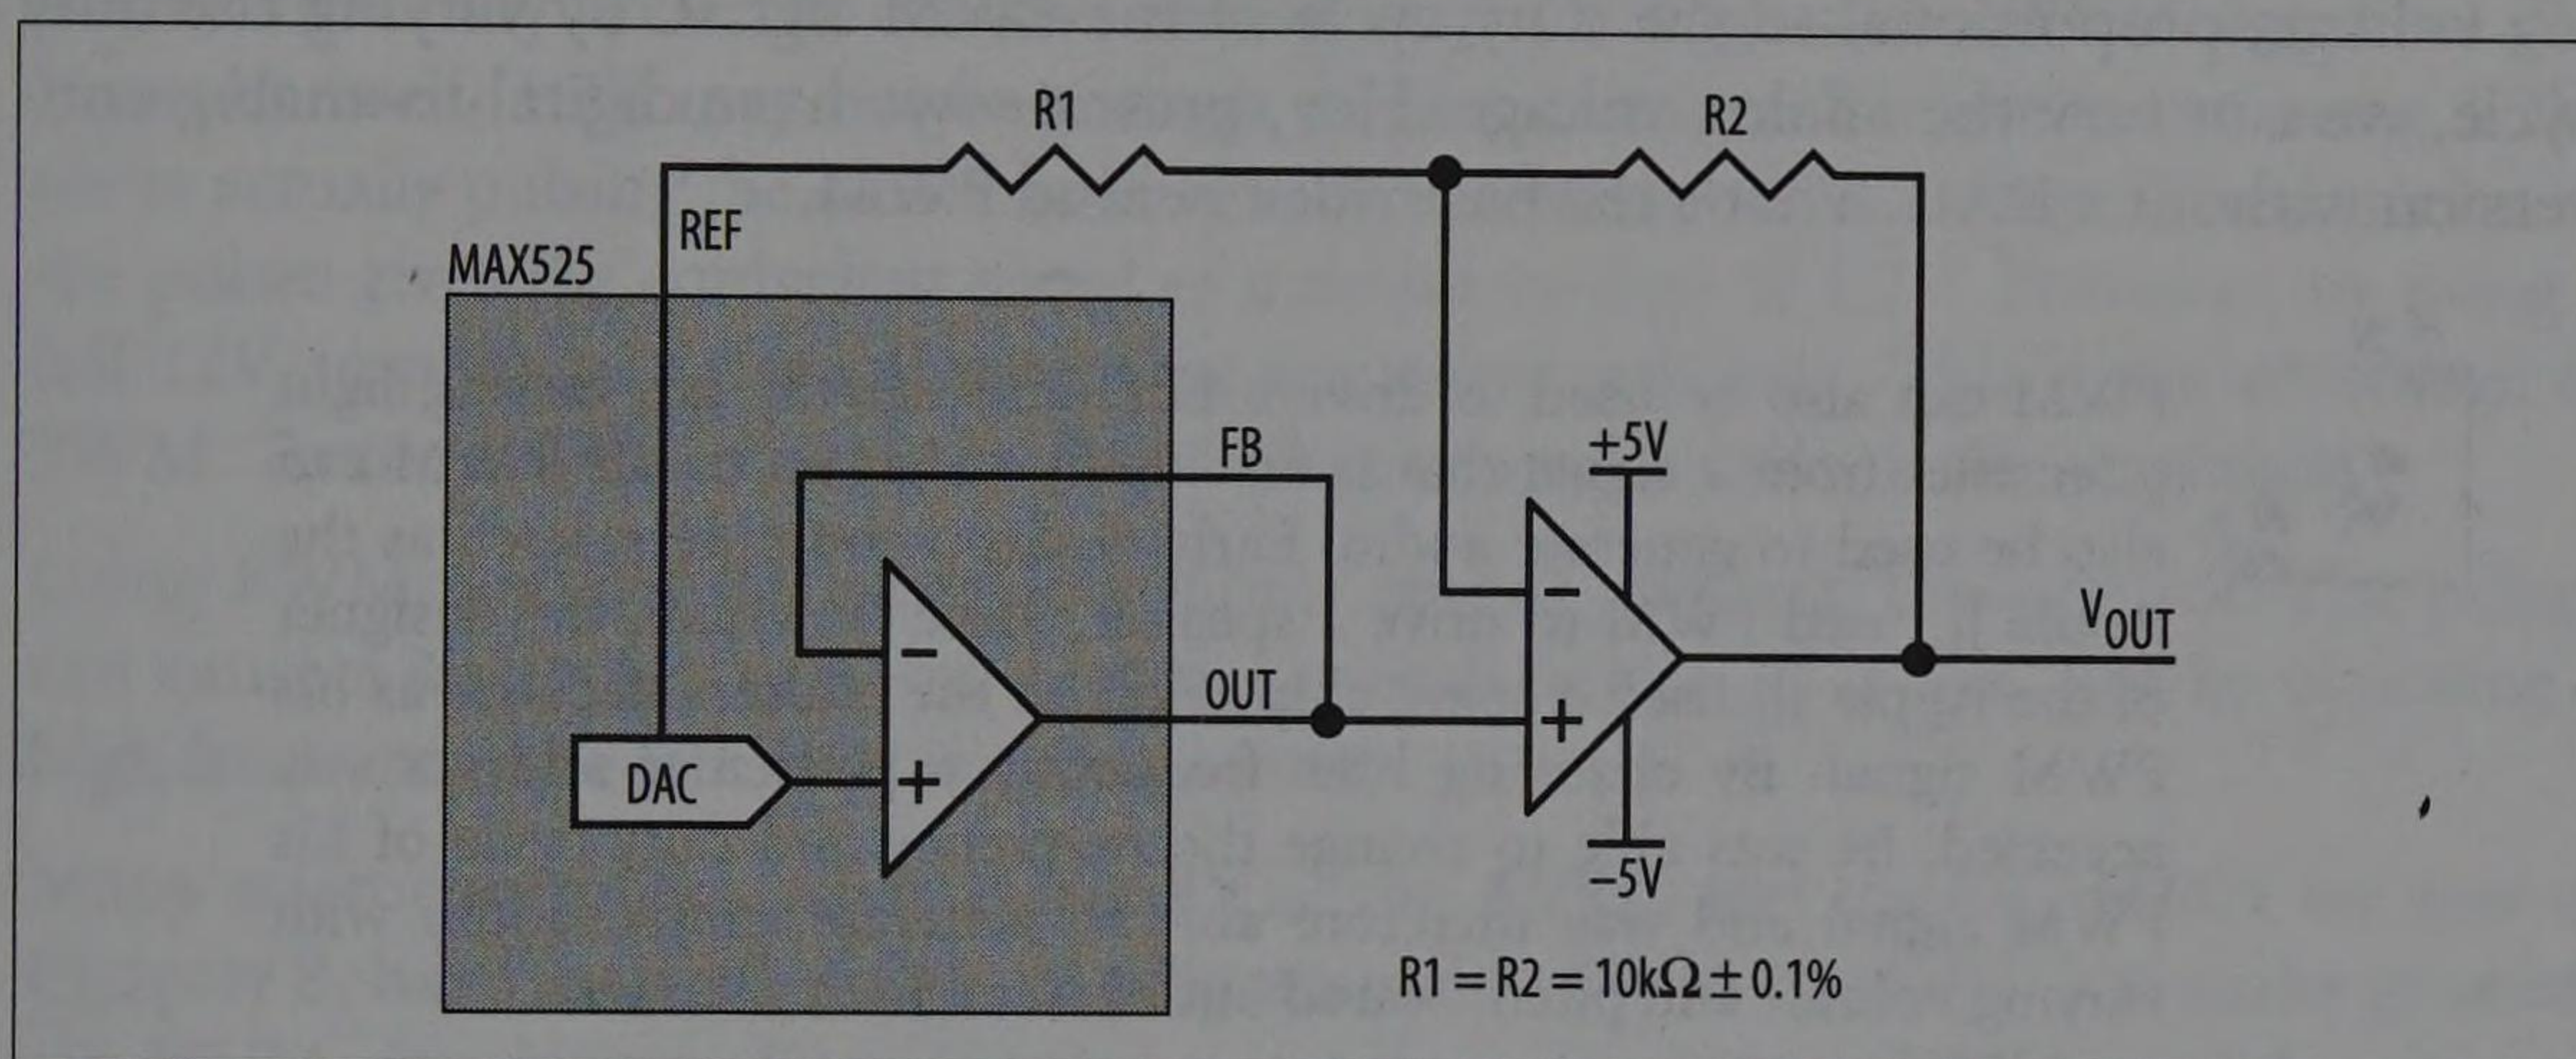 R1
R2
REF
MAX525
FB
+5V
−
−
OUT
VOUT
DAC
+
+
−5V
R1 = R2 = 10kΩ ± 0.1%